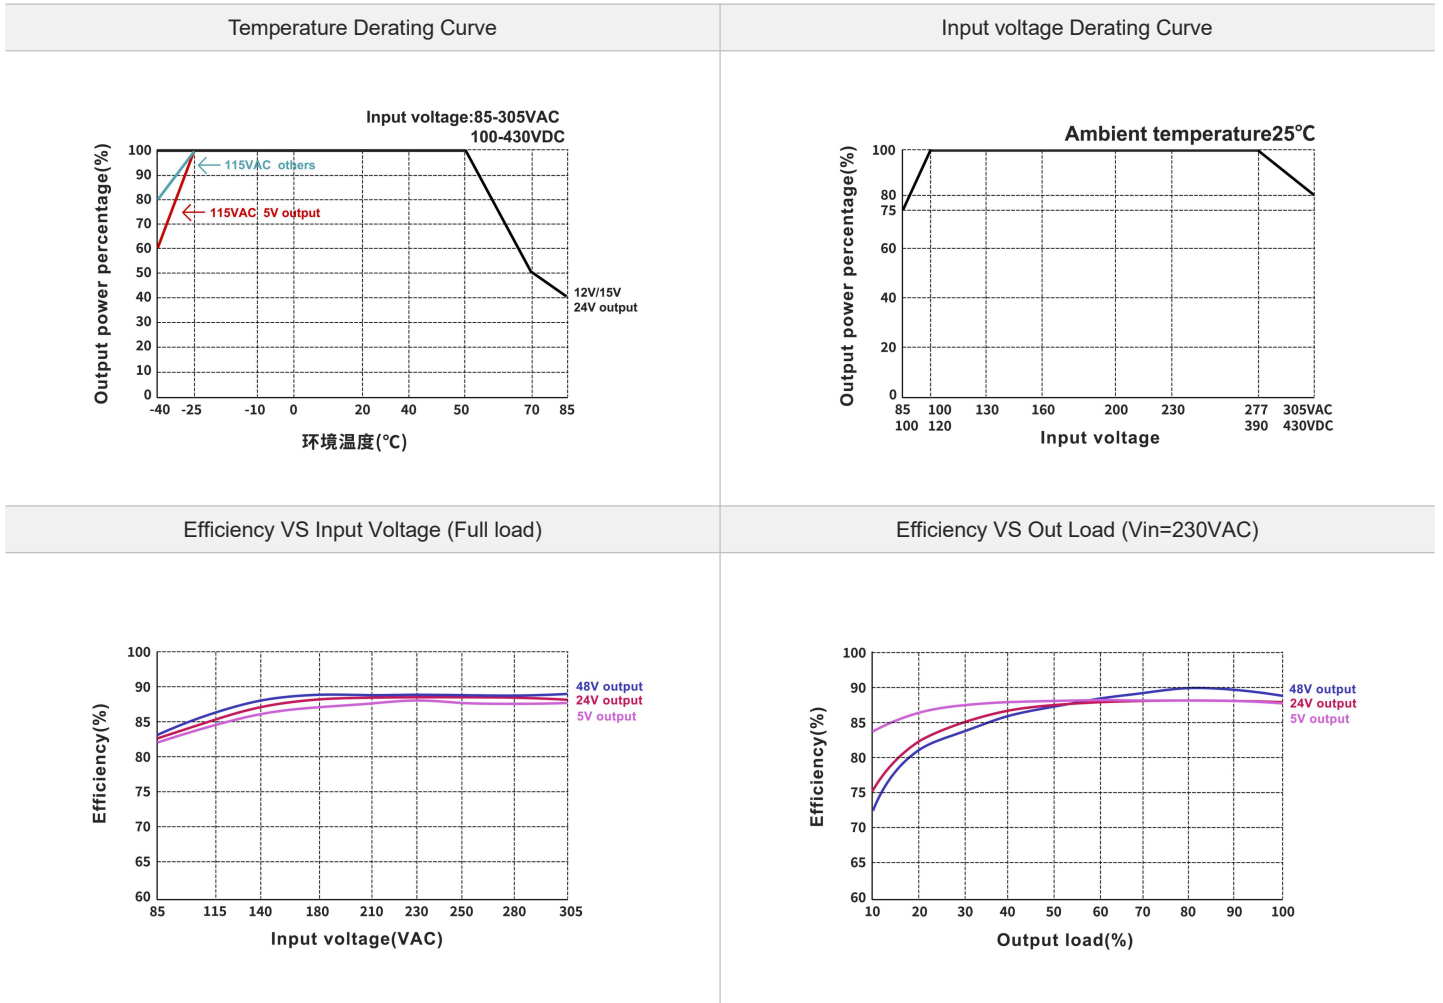 Temperature Derating Curve
Input voltage:85-305VAC
100-430VDC
Output power percentage(%)
100
90
80
70
60
50
40
30
20
10
0
115VAC others
115VAC 5V output
12V/15V
24V output
-40 -25 -10 0 20 40 50 70 85
环境温度(℃)
Input voltage Derating Curve
Ambient temperature25℃
Output power percentage(%)
100
80
75
60
40
20
0
85 100 130 160 200 230 277 305VAC
100 120 390 430VDC
Input voltage
Efficiency VS Input Voltage (Full load)
Efficiency(%)
100
90
85
80
75
70
65
60
48V output
24V output
5V output
85 115 140 180 210 230 250 280 305
Input voltage(VAC)
Efficiency VS Out Load (Vin=230VAC)
Efficiency(%)
100
90
85
80
75
70
65
60
48V output
24V output
5V output
10 20 30 40 50 60 70 80 90 100
Output load(%)